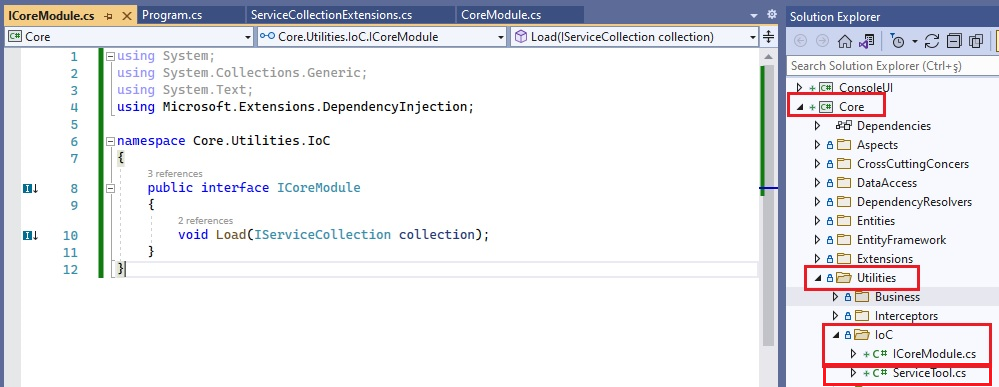 ICoreModule.cs
Program.cs
ServiceCollectionExtensions.cs
CoreModule.cs
Core
Core.Utilities.IoC.ICoreModule
Load(IServiceCollection collection)
1 using System;
2 using System.Collections.Generic;
3 using System.Text;
4 using Microsoft.Extensions.DependencyInjection;
5
6 namespace Core.Utilities.IoC
7 {
3 references
8 public interface ICoreModule
9 {
2 references
10 void Load(IServiceCollection collection);
11 }
12 }
Solution Explorer
Search Solution Explorer (Ctrl+ş)
C# ConsoleUI
C# Core
Dependencies
Aspects
CrossCuttingConcers
DataAccess
DependencyResolvers
Entities
EntityFramework
Extensions
Utilities
Business
Interceptors
IoC
C# ICoreModule.cs
C# ServiceTool.cs